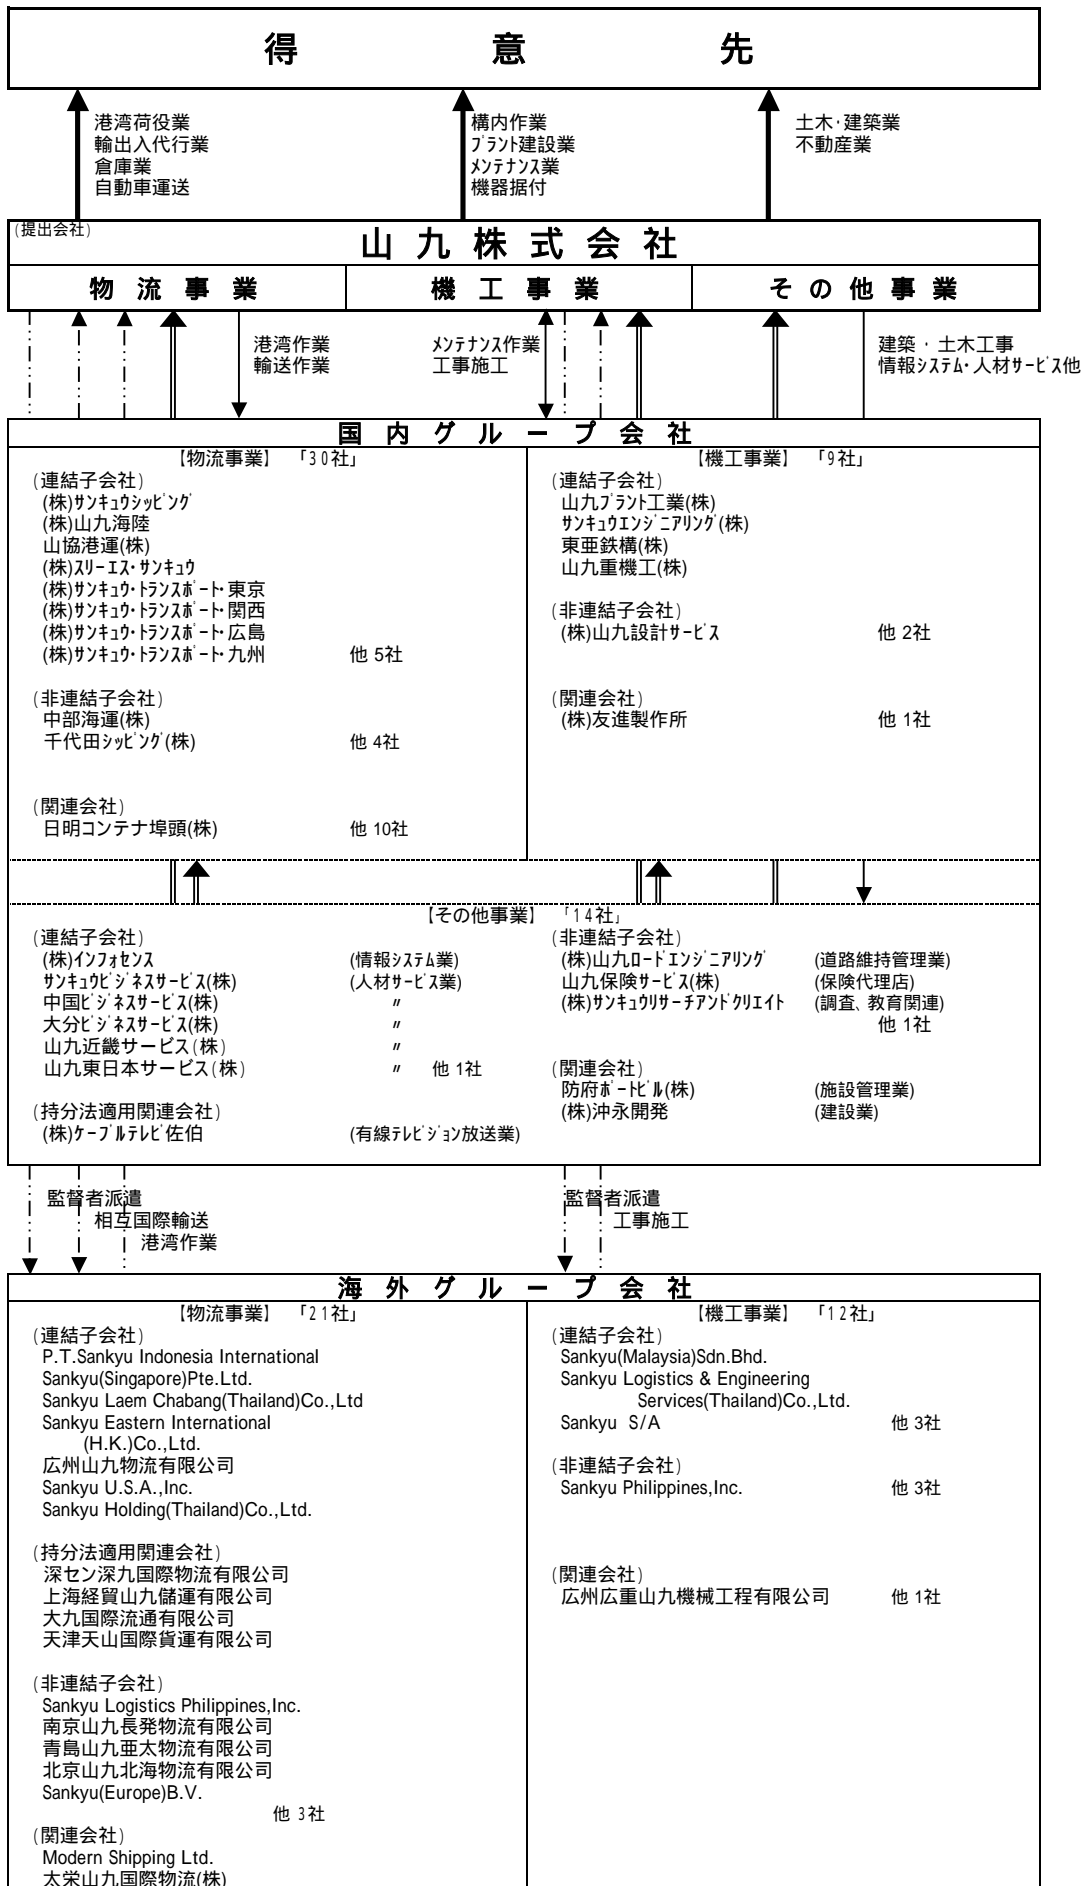 得意先
港湾荷役業
輸出入代行業
倉庫業
自動車運送
構内作業
プラント建設業
メンテナンス業
機器据付
土木・建築業
不動産業
(提出会社)
山九株式会社
物流事業 機工事業 その他事業
港湾作業
輸送作業
メンテナンス作業
工事施工
建築・土木工事
情報システム・人材サービス他
国内グループ会社
【物流事業】 「30社」
(連結子会社)
(株)サンキュウシッピング
(株)山九海陸
山協港運(株)
(株)スリーエス・サンキュウ
(株)サンキュウ・トランスポート・東京
(株)サンキュウ・トランスポート・関西
(株)サンキュウ・トランスポート・広島
(株)サンキュウ・トランスポート・九州 他 5社
(非連結子会社)
中部海運(株)
千代田シッピング(株) 他 4社
(関連会社)
日明コンテナ埠頭(株) 他 10社
【機工事業】 「9社」
(連結子会社)
山九プラント工業(株)
サンキュウエンジニアリング(株)
東亜鉄構(株)
山九重機工(株)
(非連結子会社)
(株)山九設計サービス 他 2社
(関連会社)
(株)友進製作所 他 1社
【その他事業】 「14社」
(連結子会社)
(株)インフォセンス (情報システム業)
サンキュウビジネスサービス(株) (人材サービス業)
中国ビジネスサービス(株) 〃
大分ビジネスサービス(株) 〃
山九近畿サービス(株) 〃
山九東日本サービス(株) 〃 他 1社
(持分法適用関連会社)
(株)ケーブルテレビ佐伯 (有線テレビジョン放送業)
(非連結子会社)
(株)山九ロードエンジニアリング (道路維持管理業)
山九保険サービス(株) (保険代理店)
(株)サンキュウリサーチアンドクリエイト (調査、教育関連)
他 1社
(関連会社)
防府ポートビル(株) (施設管理業)
(株)沖永開発 (建設業)
監督者派遣
相互国際輸送
港湾作業
監督者派遣
工事施工
海外グループ会社
【物流事業】 「21社」
(連結子会社)
P.T.Sankyu Indonesia International
Sankyu(Singapore)Pte.Ltd.
Sankyu Laem Chabang(Thailand)Co.,Ltd
Sankyu Eastern International
(H.K.)Co.,Ltd.
広州山九物流有限公司
Sankyu U.S.A.,Inc.
Sankyu Holding(Thailand)Co.,Ltd.
(持分法適用関連会社)
深セン深九国際物流有限公司
上海経貿山九儲運有限公司
大九国際流通有限公司
天津天山国際貨運有限公司
(非連結子会社)
Sankyu Logistics Philippines,Inc.
南京山九長発物流有限公司
青島山九亜太物流有限公司
北京山九北海物流有限公司
Sankyu(Europe)B.V.
他 3社
(関連会社)
Modern Shipping Ltd.
太栄山九国際物流(株)
【機工事業】 「12社」
(連結子会社)
Sankyu(Malaysia)Sdn.Bhd.
Sankyu Logistics & Engineering
Services(Thailand)Co.,Ltd.
Sankyu S/A 他 3社
(非連結子会社)
Sankyu Philippines,Inc. 他 3社
(関連会社)
広州広重山九機械工程有限公司 他 1社